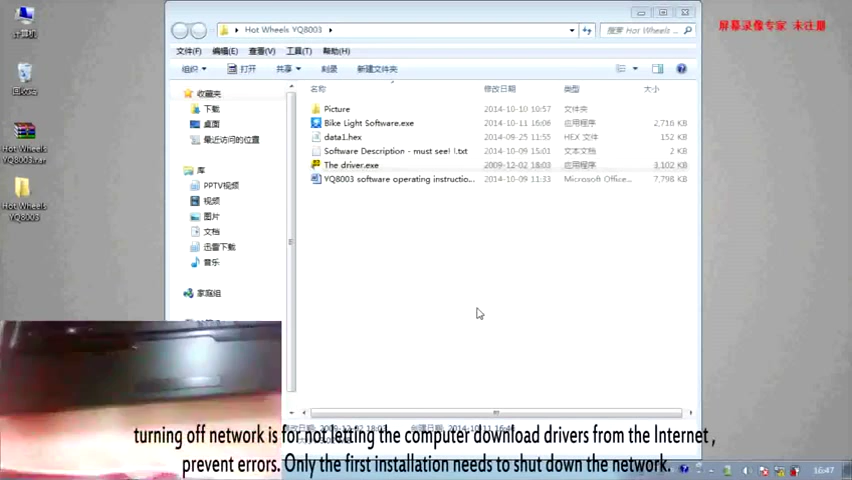 计算机
Hot Wheels YQ8003
屏幕录像专家 未注册
搜索 Hot Wheels ...
文件(F) 编辑(E) 查看(V) 工具(T) 帮助(H)
组织 打开 共享 刻录 新建文件夹
回收站
收藏夹
下载
桌面
最近访问的位置
库
PPTV视频
视频
图片
文档
迅雷下载
音乐
家庭组
名称 修改日期 类型 大小
Picture 2014-10-10 10:57 文件夹
Bike Light Software.exe 2014-10-11 16:06 应用程序 2,716 KB
data1.hex 2014-09-25 11:55 HEX 文件 152 KB
Software Description - must see! !.txt 2014-10-09 15:01 文本文档 2 KB
The driver.exe 2009-12-02 18:03 应用程序 3,102 KB
YQ8003 software operating instructio... 2014-10-09 11:33 Microsoft Office... 7,798 KB
Hot Wheels
YQ8003.rar
Hot Wheels
YQ8003
turning off network is for not letting the computer download drivers from the Internet ,
prevent errors. Only the first installation needs to shut down the network.
16:47